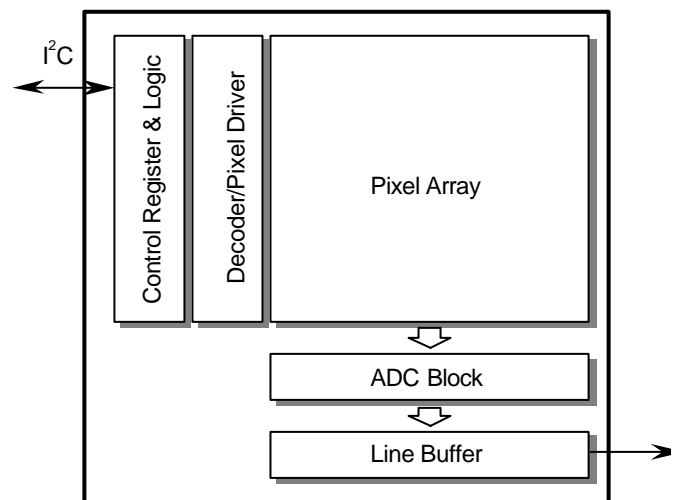 I²C
Control Register & Logic
Decoder/Pixel Driver
Pixel Array
ADC Block
Line Buffer